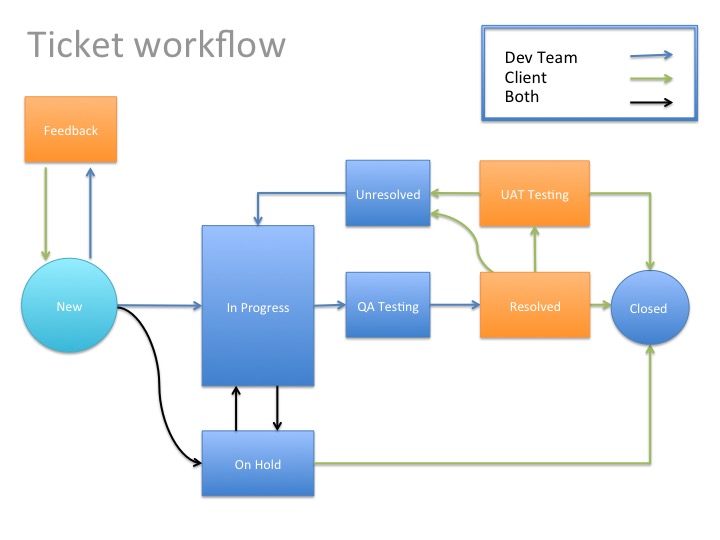 Ticket workflow
Dev Team
Client
Both
Feedback
Unresolved
UAT Testing
New
In Progress
QA Testing
Resolved
Closed
On Hold